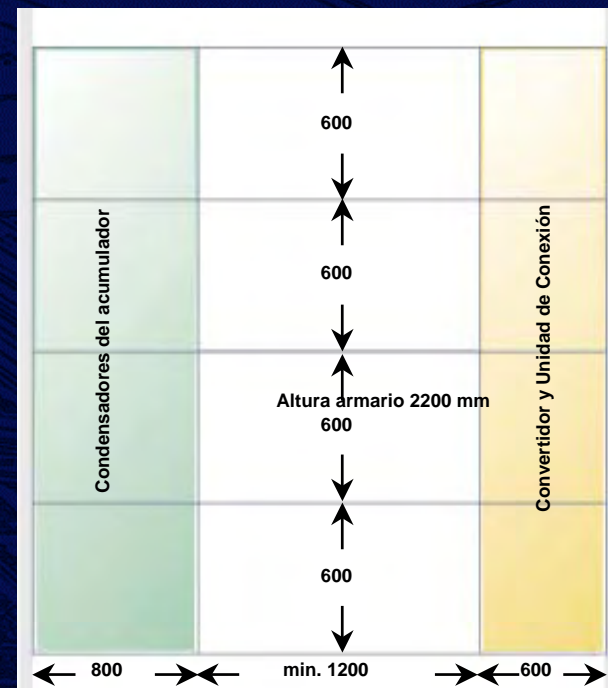 600
600
Altura armario 2200 mm
600
600
Condensadores del acumulador
Convertidor y Unidad de Conexión
800
min. 1200
600